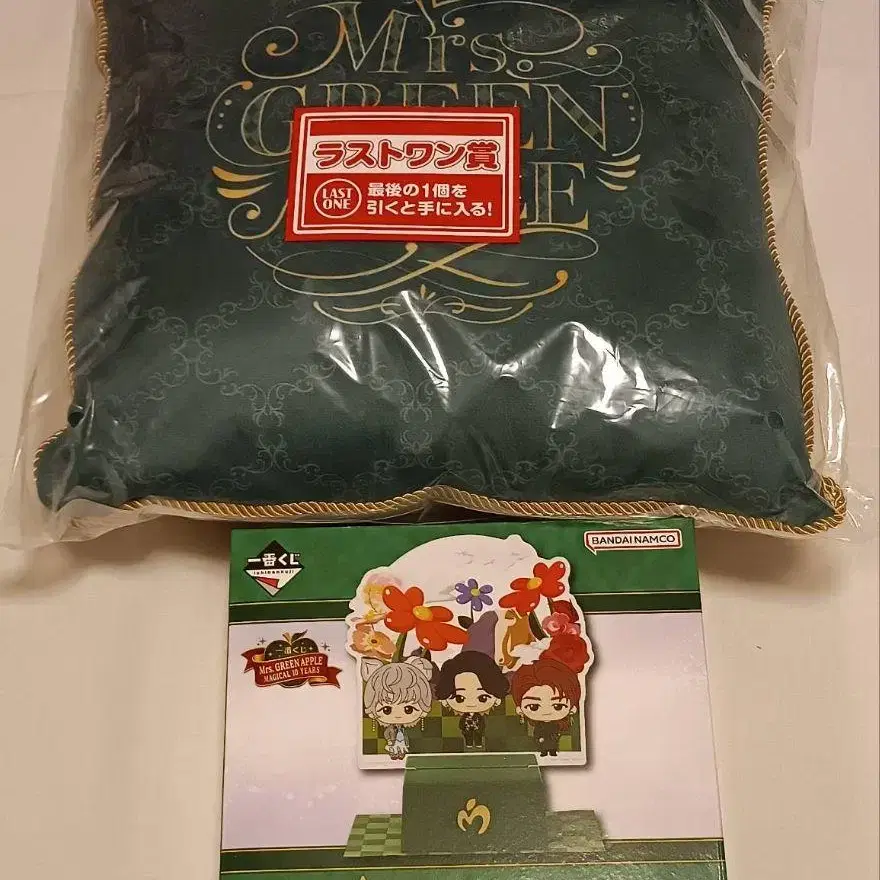 Mrs.
GREEN
ラストワン賞
LAST
ONE
最後の1個を
引くと手に入る!
一番くじ
ichibankuji
BANDAI NAMCO
一番くじ
Mrs. GREEN APPLE
MAGICAL 10 YEARS